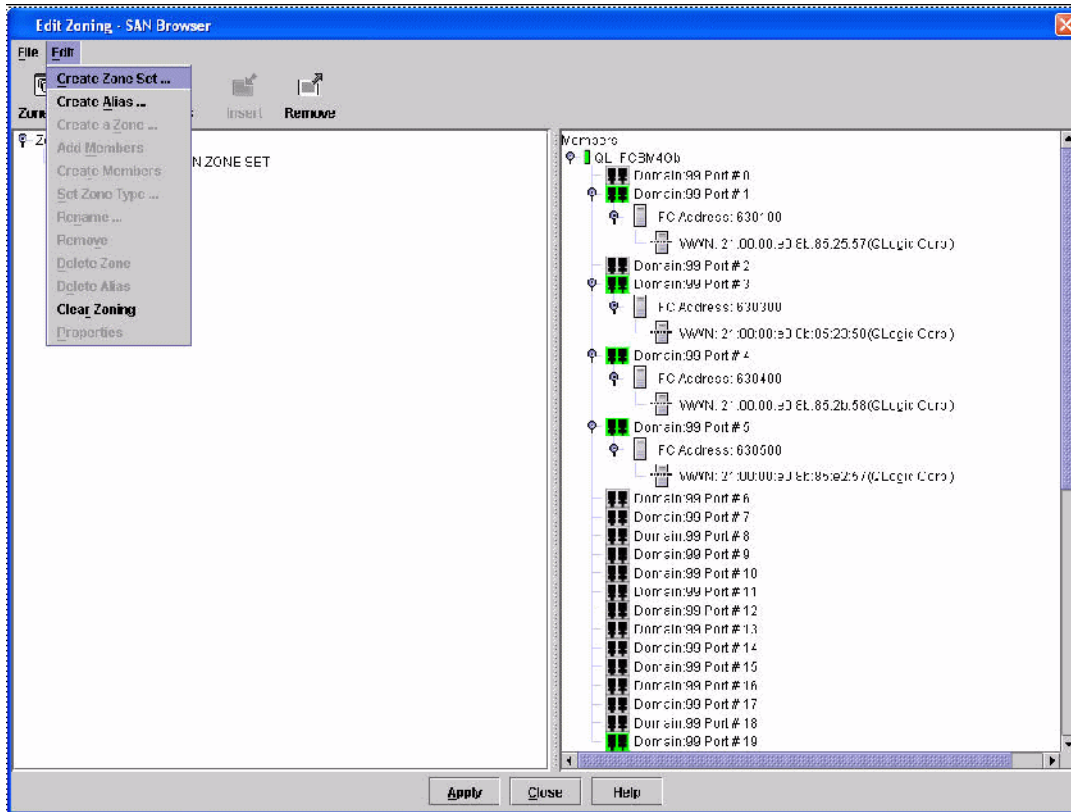 Edit Zoning - SAN Browser
File Edit
Create Zone Set ...
Create Alias ...
Create a Zone ...
Add Members
Create Members
Set Zone Type ...
Rename ...
Remove
Delete Zone
Delete Alias
Clear Zoning
Properties
Insert Remove
N ZONE SET
Members
Domain:99 Port # 0
Domain:99 Port # 1
FC Address: 630100
Domain:99 Port # 2
Domain:99 Port # 3
FC Address: 630300
Domain:99 Port # 4
FC Address: 630400
Domain:99 Port # 5
FC Address: 630500
Domain:99 Port # 6
Domain:99 Port # 7
Domain:99 Port # 8
Domain:99 Port # 9
Domain:99 Port # 10
Domain:99 Port # 11
Domain:99 Port # 12
Domain:99 Port # 13
Domain:99 Port # 14
Domain:99 Port # 15
Domain:99 Port # 16
Domain:99 Port # 17
Domain:99 Port # 18
Domain:99 Port # 19
Apply Close Help